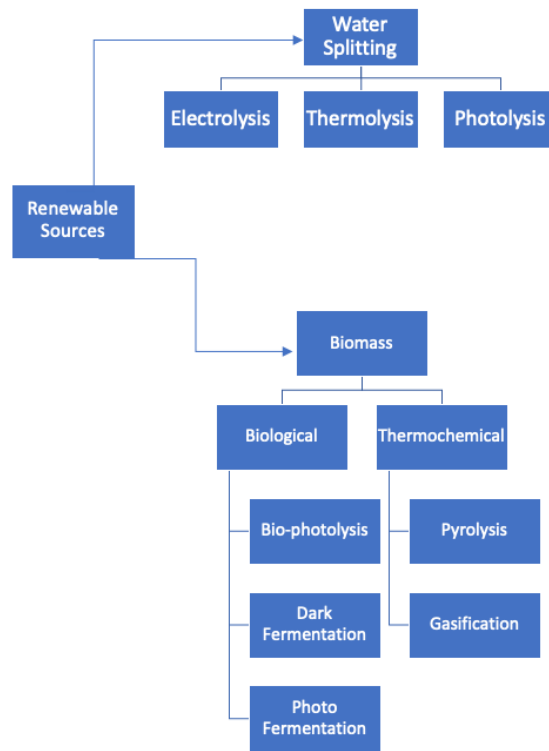 Water
Splitting
Electrolysis
Thermolysis
Photolysis
Renewable
Sources
Biomass
Biological
Thermochemical
Bio-photolysis
Pyrolysis
Dark
Fermentation
Gasification
Photo
Fermentation